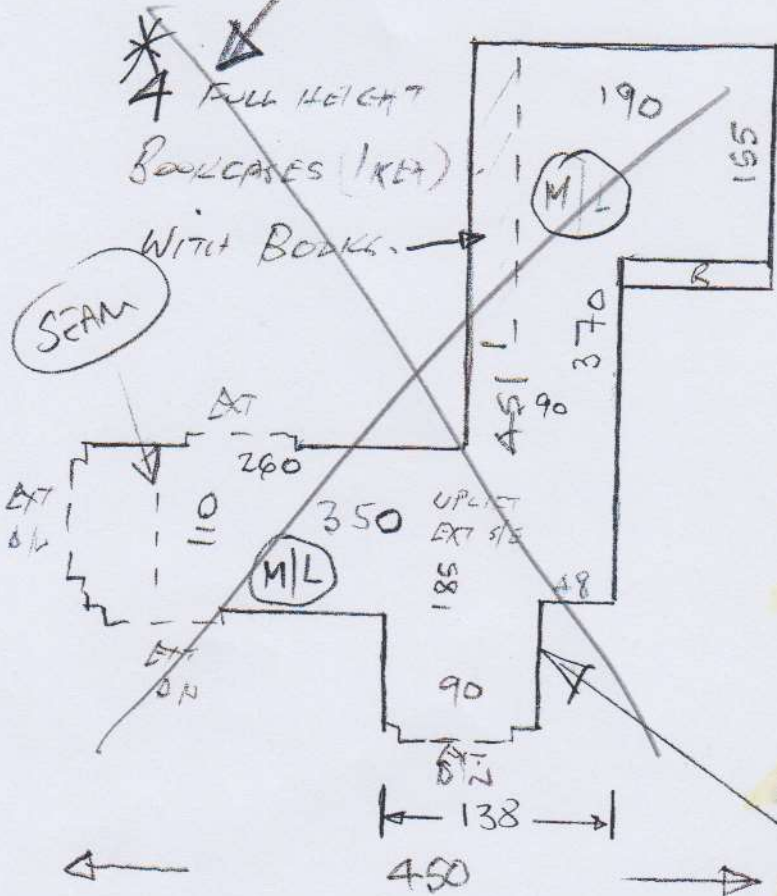 *
4 FULL HEIGHT
BOOKCASES (IKEA)
WITH BOOKS.
SEAM
190
155
M|L
R
370
451
90
EXT
260
EXT
D/L
110
350
UPLIFT
EXT S/E
185
M|L
48
EXT
90
138
450